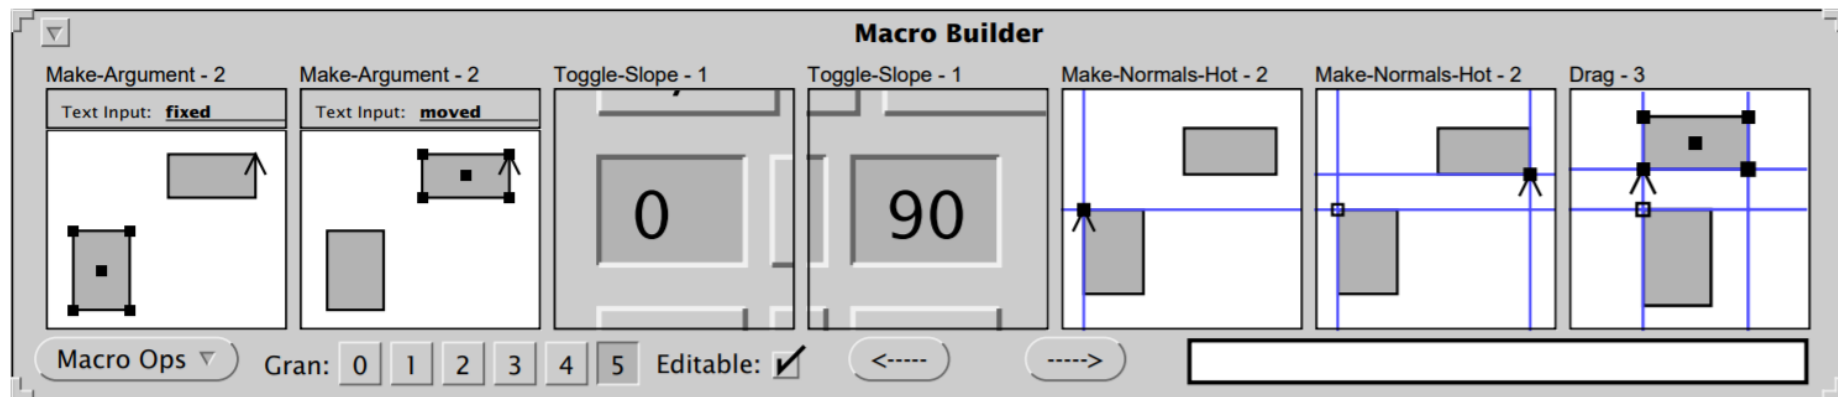 Macro Builder
Make-Argument - 2
Make-Argument - 2
Toggle-Slope - 1
Toggle-Slope - 1
Make-Normals-Hot - 2
Make-Normals-Hot - 2
Drag - 3
Text Input: fixed
Text Input: moved
0
90
Macro Ops
Gran: 0 1 2 3 4 5
Editable:
<-----
----->